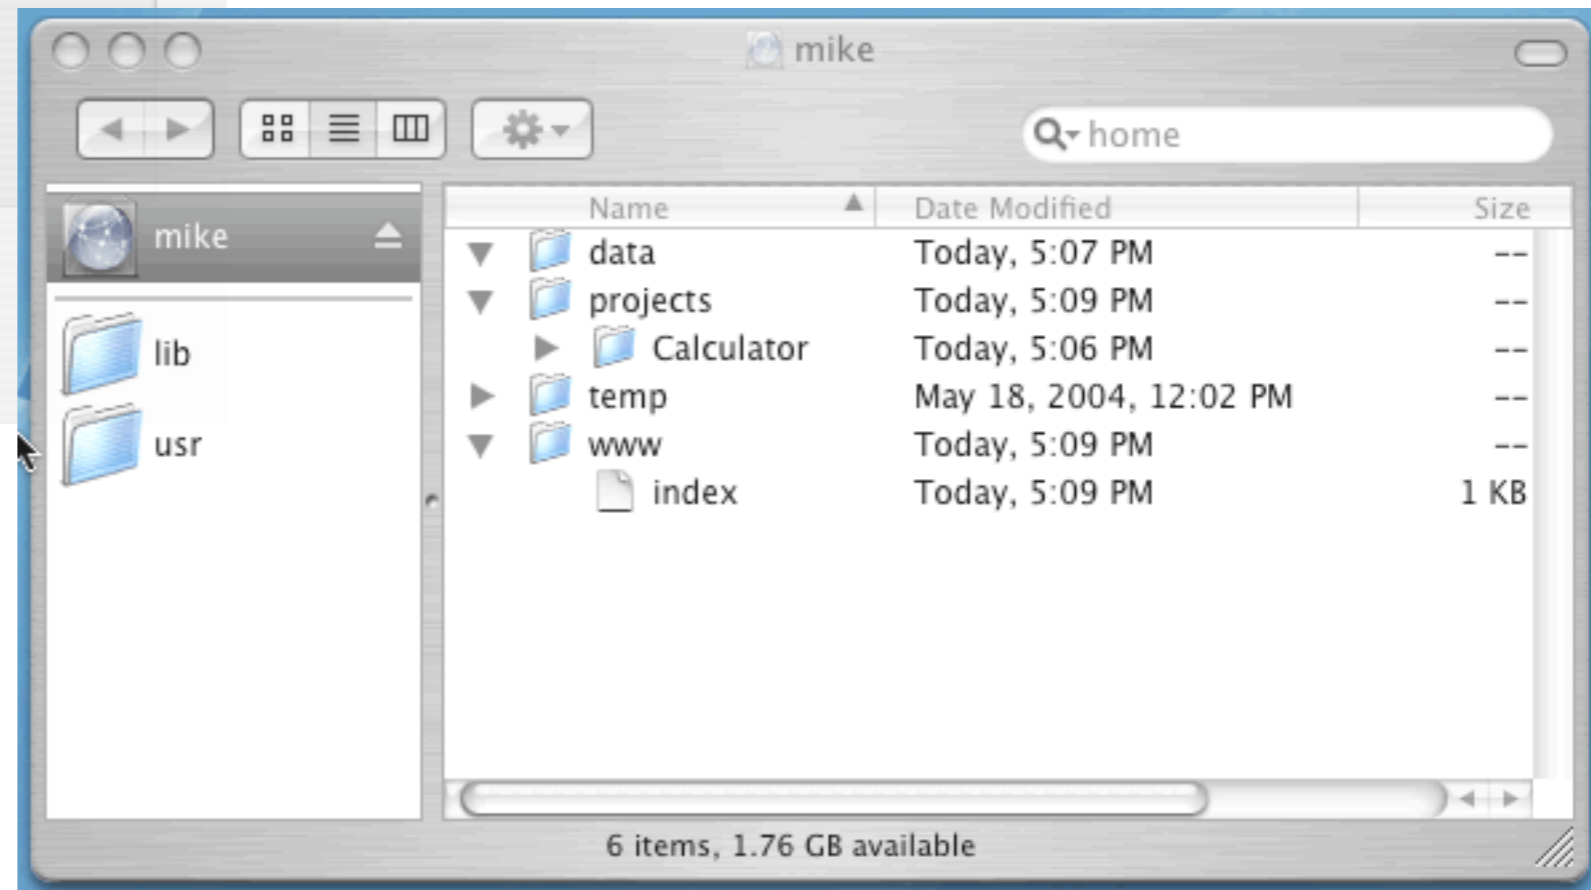 mike
home
mike
lib
usr
Name Date Modified Size
data Today, 5:07 PM --
projects Today, 5:09 PM --
Calculator Today, 5:06 PM --
temp May 18, 2004, 12:02 PM --
www Today, 5:09 PM --
index Today, 5:09 PM 1 KB
6 items, 1.76 GB available